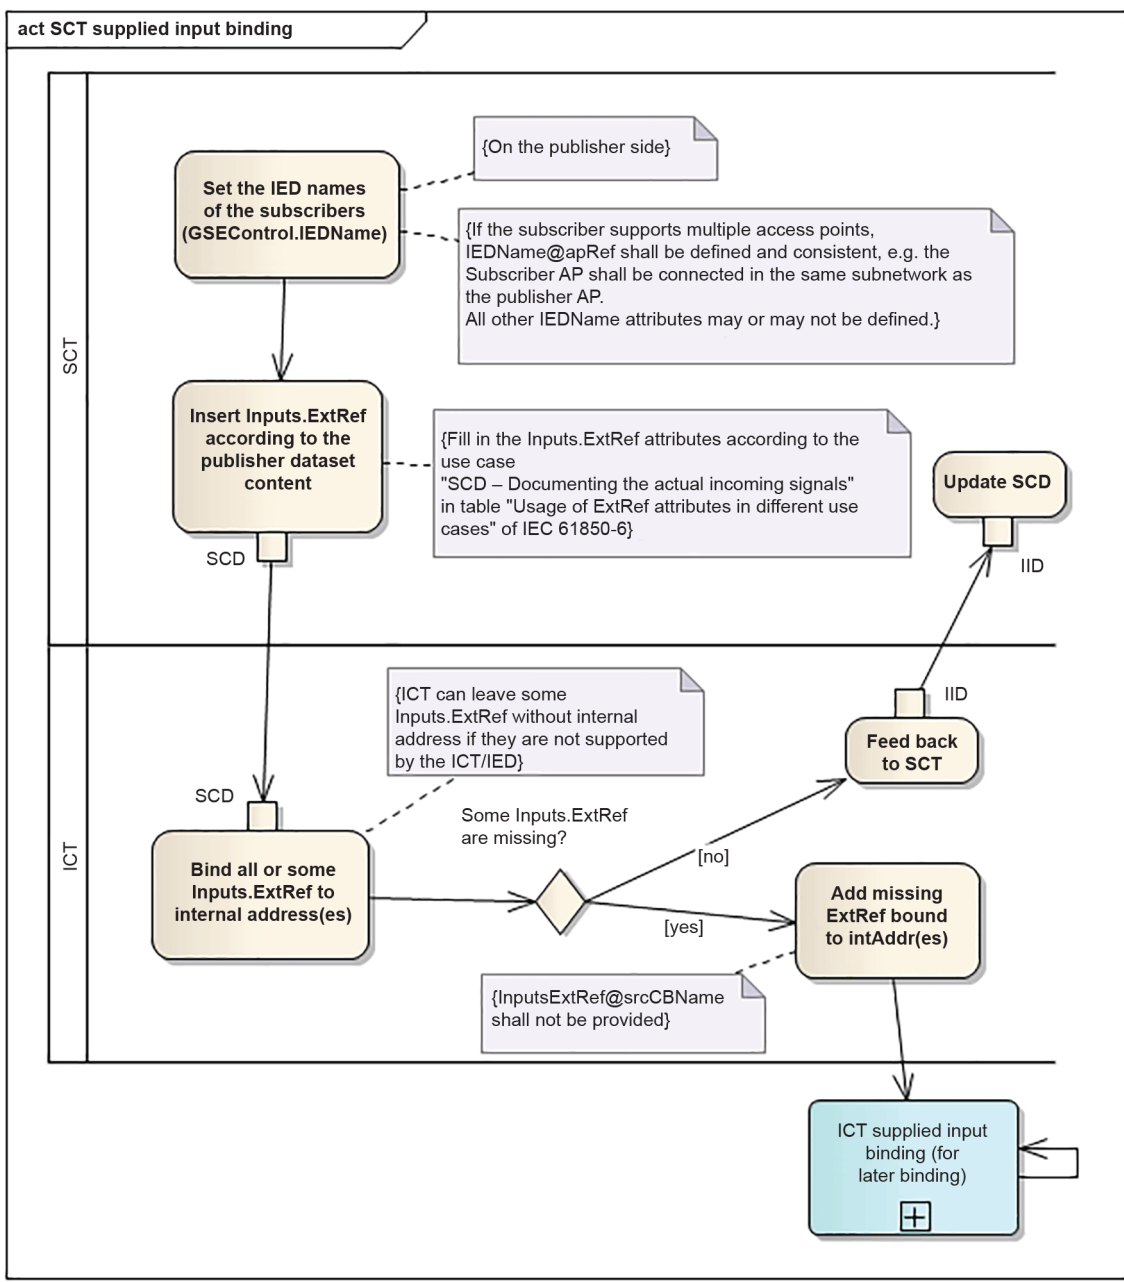 act SCT supplied input binding
SCT
{On the publisher side}
Set the IED names
of the subscribers
(GSEControl.IEDName)
{If the subscriber supports multiple access points,
IEDName@apRef shall be defined and consistent, e.g. the
Subscriber AP shall be connected in the same subnetwork as
the publisher AP.
All other IEDName attributes may or may not be defined.}
Insert Inputs.ExtRef
according to the
publisher dataset
content
{Fill in the Inputs.ExtRef attributes according to the
use case
"SCD – Documenting the actual incoming signals"
in table "Usage of ExtRef attributes in different use
cases" of IEC 61850-6}
Update SCD
SCD
IID
ICT
{ICT can leave some
Inputs.ExtRef without internal
address if they are not supported
by the ICT/IED}
IID
Feed back
to SCT
SCD
Some Inputs.ExtRef
are missing?
[no]
Bind all or some
Inputs.ExtRef to
internal address(es)
[yes]
Add missing
ExtRef bound
to intAddr(es)
{InputsExtRef@srcCBName
shall not be provided}
ICT supplied input
binding (for
later binding)